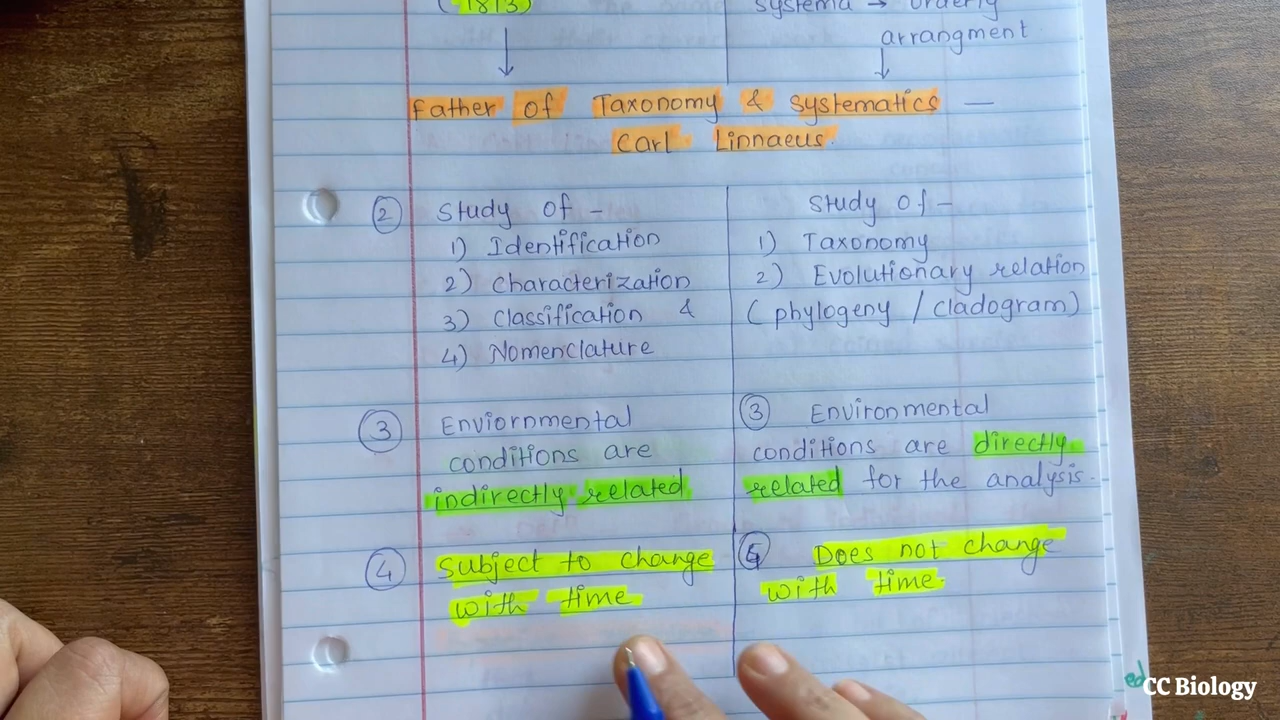 (1813)
systema → orderly
arrangment
Father of Taxonomy & systematics —
Carl Linnaeus.
② Study of -
1) Identification
2) Characterization
3) Classification &
4) Nomenclature
Study of -
1) Taxonomy
2) Evolutionary relation
(phylogeny / cladogram)
③ Enviornmental
conditions are
indirectly related
③ Environmental
conditions are directly
related for the analysis.
④ Subject to change
with time
Does not change
with time.
ed
CC Biology